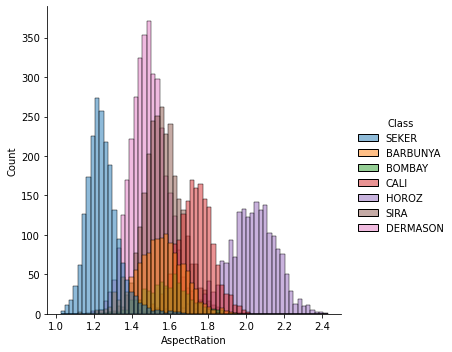 350
300
250
200
150
100
50
0
Count
1.0 1.2 1.4 1.6 1.8 2.0 2.2 2.4
AspectRation
Class
SEKER
BARBUNYA
BOMBAY
CALI
HOROZ
SIRA
DERMASON